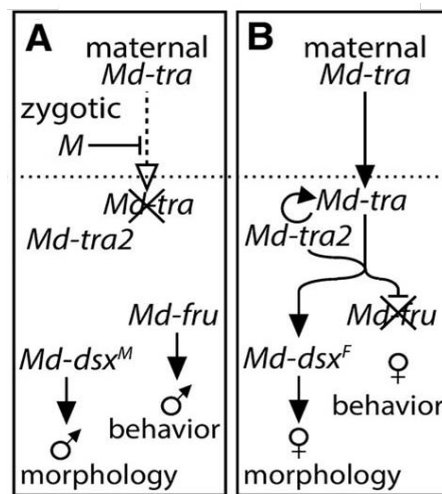 A
maternal
Md-tra
zygotic
M
Md-tra
Md-tra2
Md-fru
Md-dsxᴹ
♂
behavior
♂
morphology
B
maternal
Md-tra
Md-tra
Md-tra2
Md-fru
Md-dsxF
♀
behavior
♀
morphology